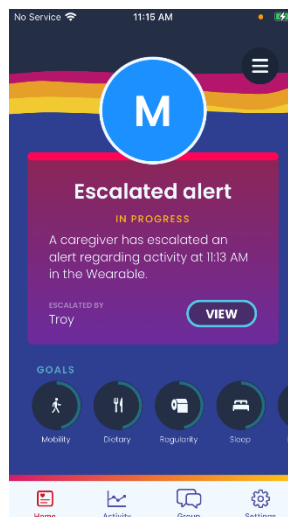 No Service 11:15 AM
M
Escalated alert
IN PROGRESS
A caregiver has escalated an
alert regarding activity at 11:13 AM
in the Wearable.
ESCALATED BY
Troy
VIEW
GOALS
Mobility Dietary Regularity Sleep
Home Activity Group Settings